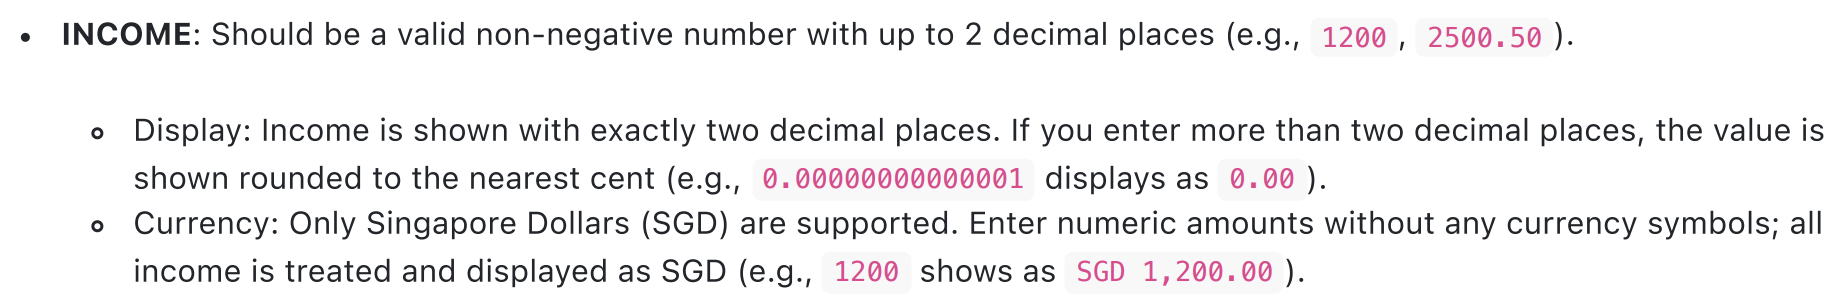 • INCOME: Should be a valid non-negative number with up to 2 decimal places (e.g., 1200 , 2500.50 ).
◦ Display: Income is shown with exactly two decimal places. If you enter more than two decimal places, the value is
shown rounded to the nearest cent (e.g., 0.00000000000001 displays as 0.00 ).
◦ Currency: Only Singapore Dollars (SGD) are supported. Enter numeric amounts without any currency symbols; all
income is treated and displayed as SGD (e.g., 1200 shows as SGD 1,200.00 ).